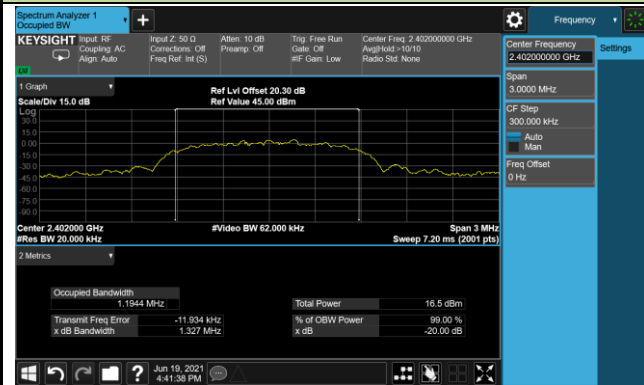 Spectrum Analyzer 1
Occupied BW
Frequency
KEYSIGHT
Input: RF
Coupling: AC
Align: Auto
Input Z: 50 Ω
Corrections: Off
Freq Ref: Int (S)
Atten: 10 dB
Preamp: Off
Trig: Free Run
Gate: Off
#IF Gain: Low
Center Freq: 2.402000000 GHz
Avg|Hold:>10/10
Radio Std: None
LXI
Center Frequency
2.402000000 GHz
Settings
Span
3.0000 MHz
CF Step
300.000 kHz
Auto
Man
Freq Offset
0 Hz
1 Graph
Scale/Div 15.0 dB
Ref Lvl Offset 20.30 dB
Ref Value 45.00 dBm
Log
30.0
15.0
0.00
-15.0
-30.0
-45.0
-60.0
-75.0
-90.0
Center 2.402000 GHz
#Video BW 62.000 kHz
Span 3 MHz
#Res BW 20.000 kHz
Sweep 7.20 ms (2001 pts)
2 Metrics
Occupied Bandwidth
1.1944 MHz
Total Power
16.5 dBm
Transmit Freq Error
-11.934 kHz
% of OBW Power
99.00 %
x dB Bandwidth
1.327 MHz
x dB
-20.00 dB
Jun 19, 2021
4:41:38 PM